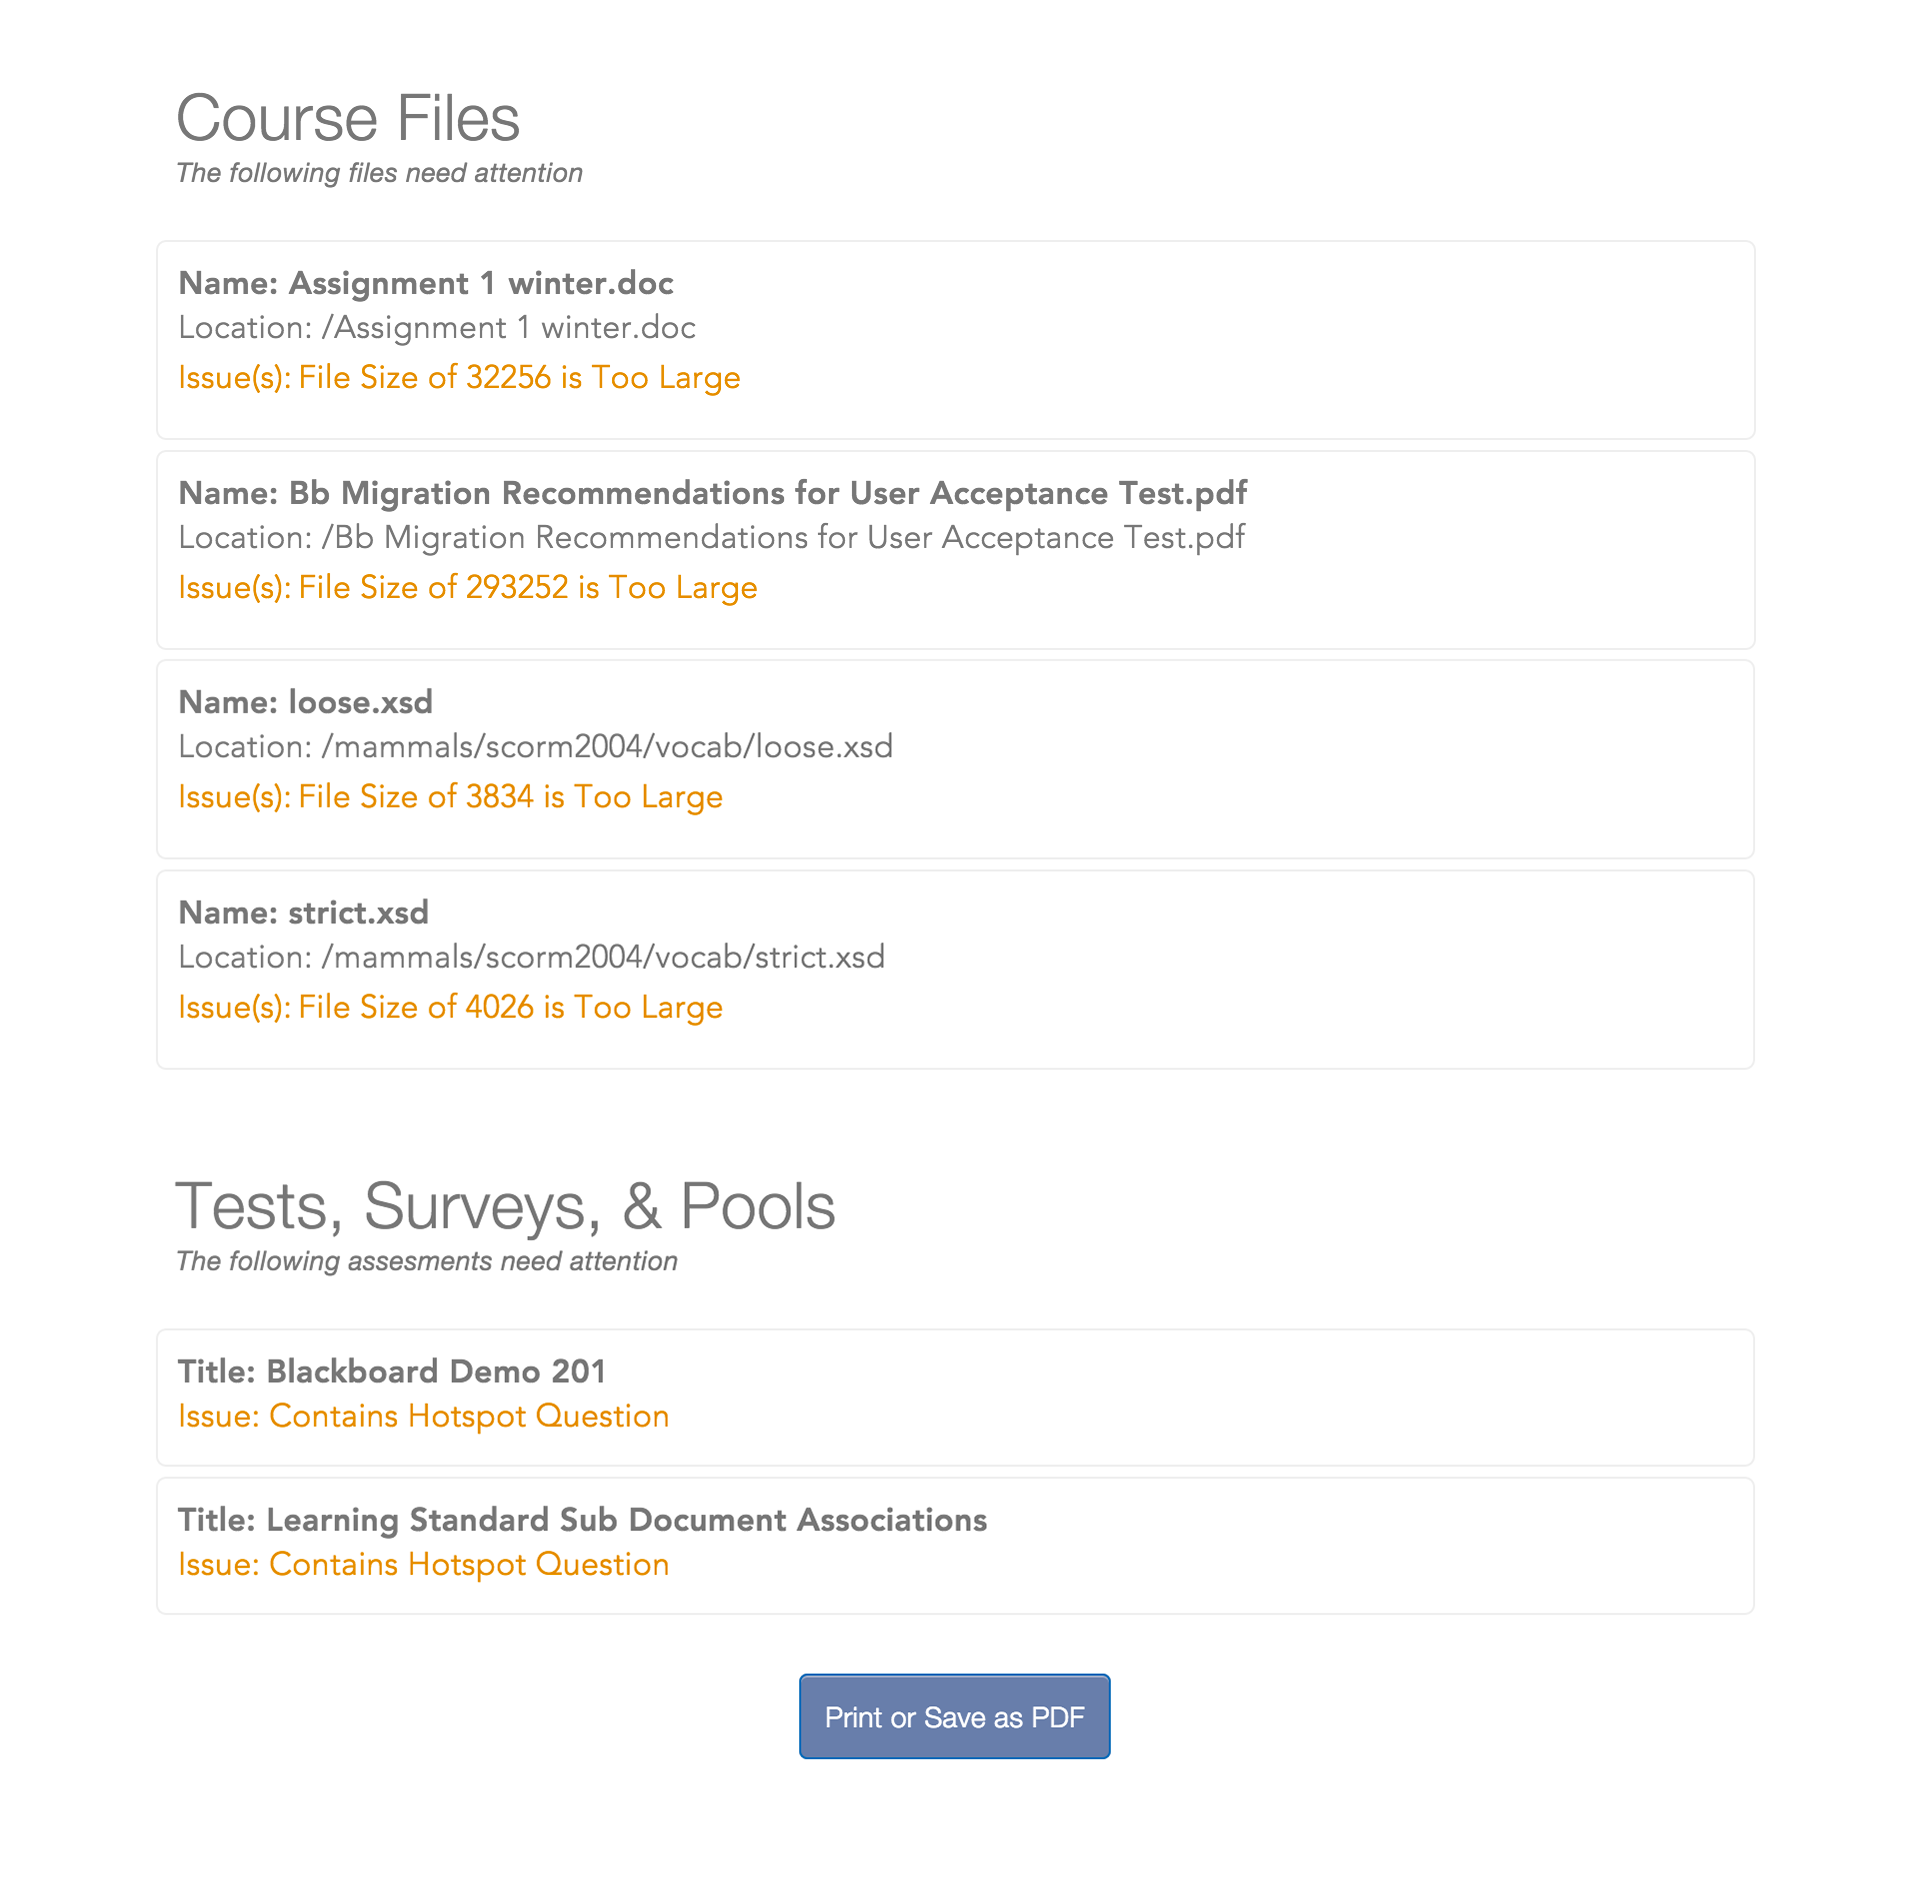 Course Files
The following files need attention
Name: Assignment 1 winter.doc
Location: /Assignment 1 winter.doc
Issue(s): File Size of 32256 is Too Large
Name: Bb Migration Recommendations for User Acceptance Test.pdf
Location: /Bb Migration Recommendations for User Acceptance Test.pdf
Issue(s): File Size of 293252 is Too Large
Name: loose.xsd
Location: /mammals/scorm2004/vocab/loose.xsd
Issue(s): File Size of 3834 is Too Large
Name: strict.xsd
Location: /mammals/scorm2004/vocab/strict.xsd
Issue(s): File Size of 4026 is Too Large
Tests, Surveys, & Pools
The following assesments need attention
Title: Blackboard Demo 201
Issue: Contains Hotspot Question
Title: Learning Standard Sub Document Associations
Issue: Contains Hotspot Question
Print or Save as PDF